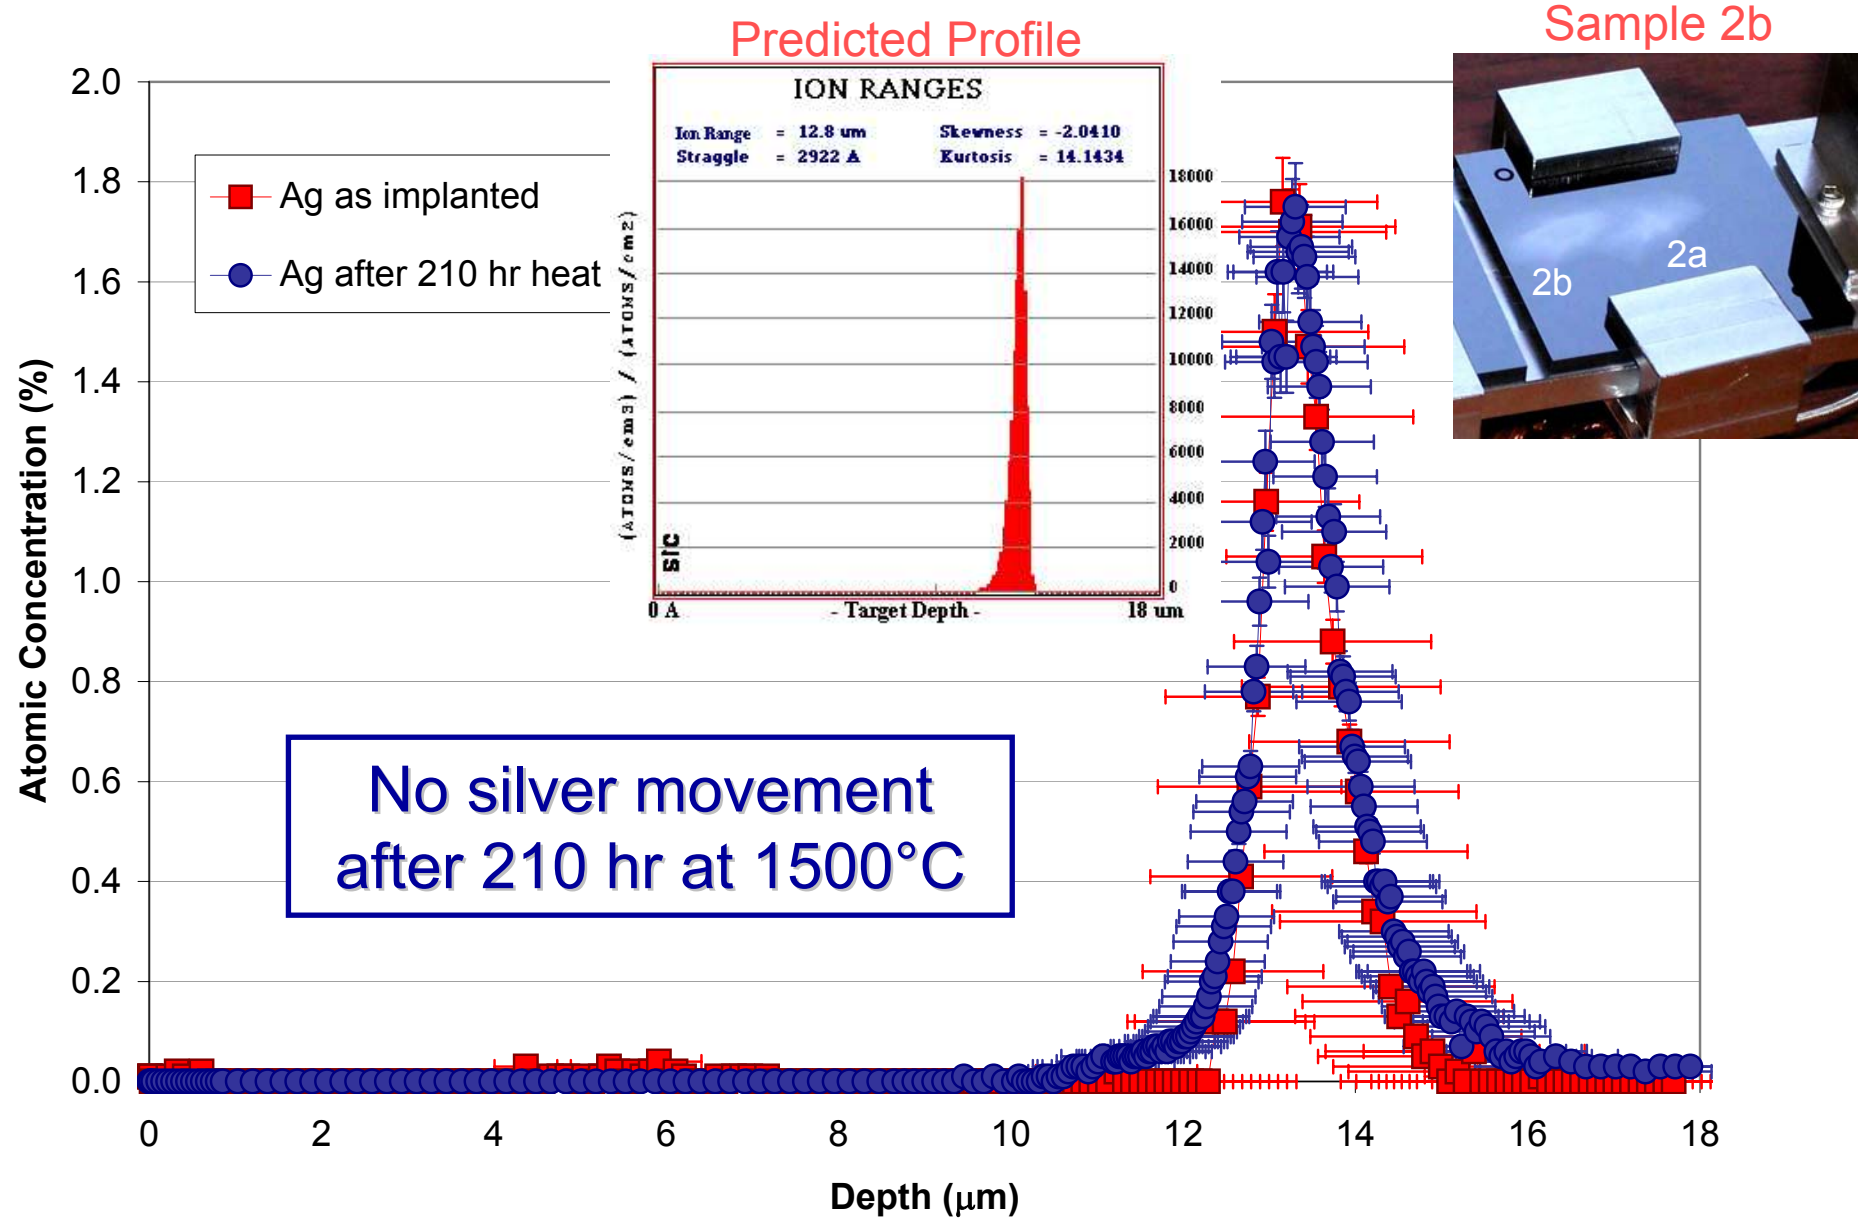 Predicted Profile
Sample 2b
ION RANGES
Ion Range = 12.8 um Skewness = -2.0410
Straggle = 2922 A Kurtosis = 14.1434
(ATOMS/cm3) / (ATOMS/cm2)
18000
16000
14000
12000
10000
8000
6000
4000
2000
0
SiC
0 A - Target Depth - 18 um
Ag as implanted
Ag after 210 hr heat
2a
2b
No silver movement
after 210 hr at 1500°C
Atomic Concentration (%)
2.0
1.8
1.6
1.4
1.2
1.0
0.8
0.6
0.4
0.2
0.0
0 2 4 6 8 10 12 14 16 18
Depth (μm)